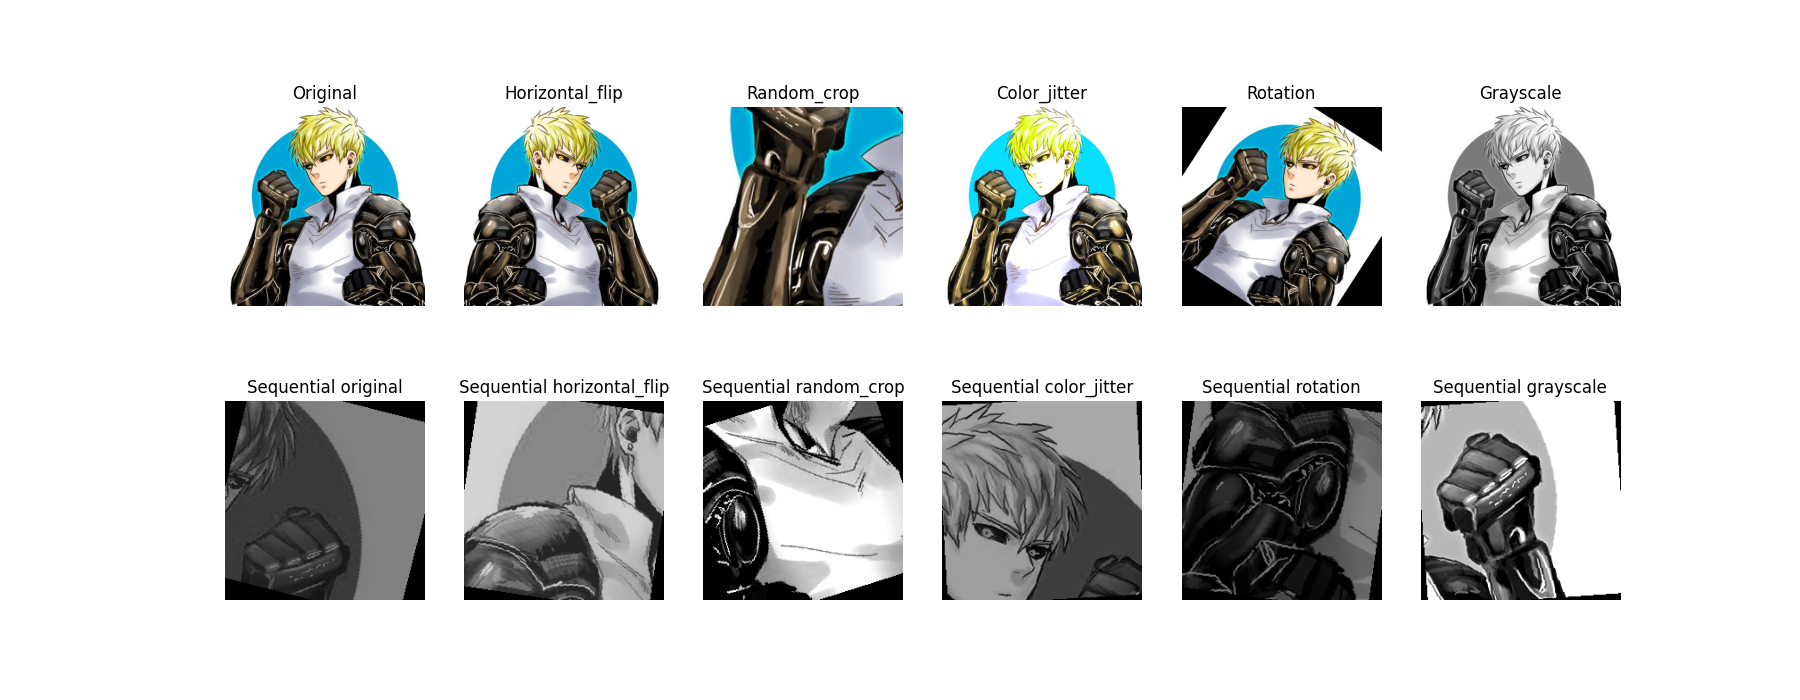 Original
Horizontal_flip
Random_crop
Color_jitter
Rotation
Grayscale
Sequential original
Sequential horizontal_flip
Sequential random_crop
Sequential color_jitter
Sequential rotation
Sequential grayscale